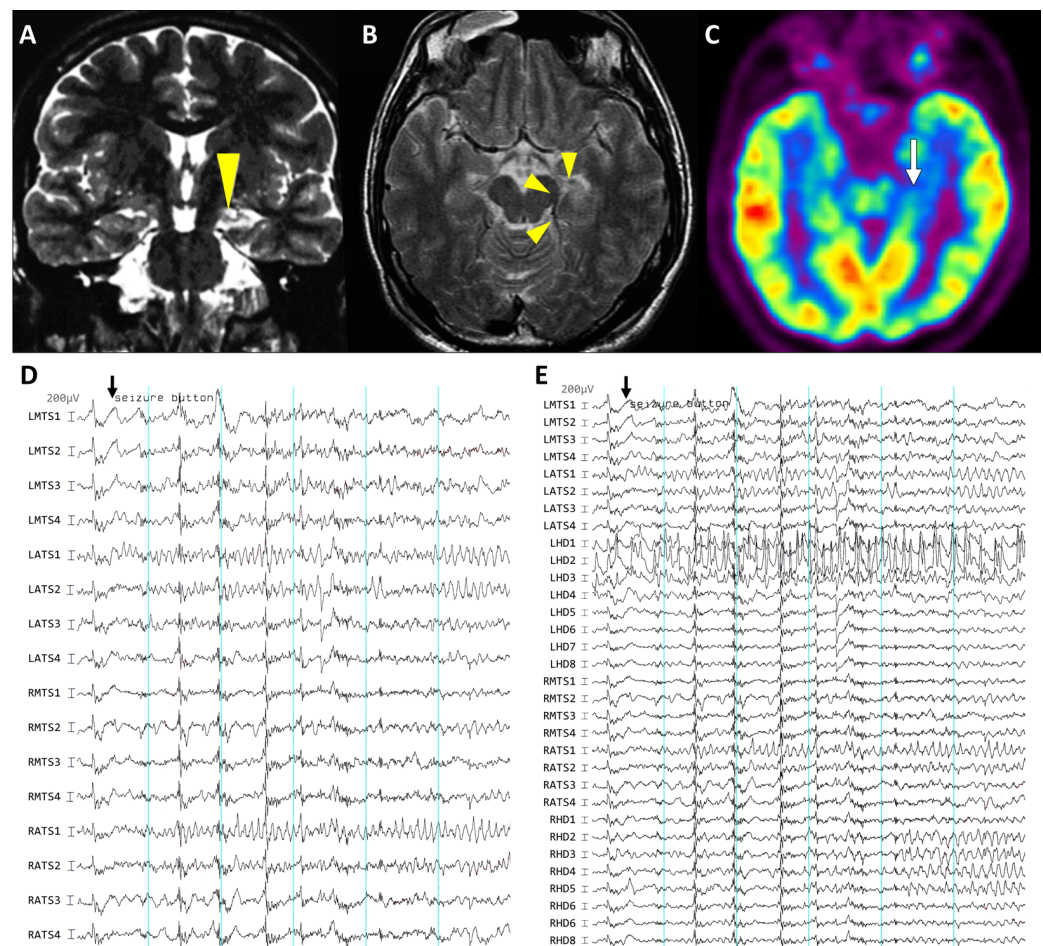 A
B
C
D
200µV
seizure button
LMTS1
LMTS2
LMTS3
LMTS4
LATS1
LATS2
LATS3
LATS4
RMTS1
RMTS2
RMTS3
RMTS4
RATS1
RATS2
RATS3
RATS4
E
200µV
seizure button
LMTS1
LMTS2
LMTS3
LMTS4
LATS1
LATS2
LATS3
LATS4
LHD1
LHD2
LHD3
LHD4
LHD5
LHD6
LHD7
LHD8
RMTS1
RMTS2
RMTS3
RMTS4
RATS1
RATS2
RATS3
RATS4
RHD1
RHD2
RHD3
RHD4
RHD5
RHD6
RHD6
RHD8